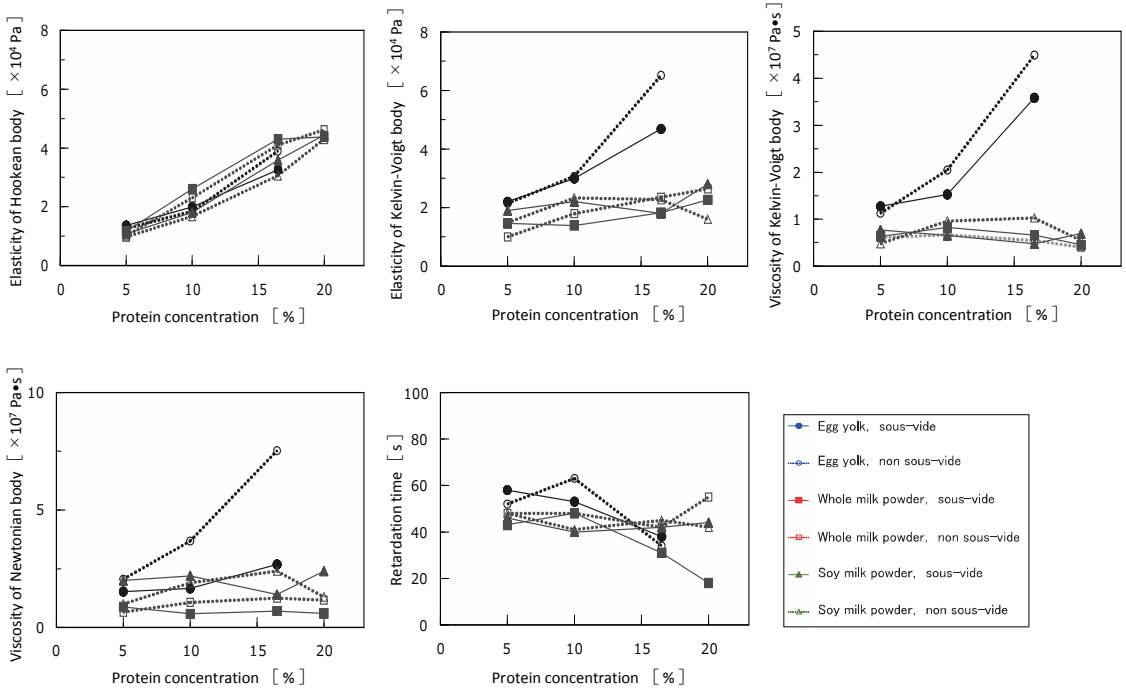 Elasticity of Hookean body [ ×10⁴ Pa ]
8
6
4
2
0
0 5 10 15 20
Protein concentration [ % ]
Elasticity of Kelvin-Voigt body [ ×10⁴ Pa ]
8
6
4
2
0
0 5 10 15 20
Protein concentration [ % ]
Viscosity of Kelvin-Voigt body [ ×10⁷ Pa•s ]
5
4
3
2
1
0
0 5 10 15 20
Protein concentration [ % ]
Viscosity of Newtonian body [ ×10⁷ Pa•s ]
10
5
0
0 5 10 15 20
Protein concentration [ % ]
Retardation time [ s ]
100
80
60
40
20
0
0 5 10 15 20
Protein concentration [ % ]
Egg yolk, sous-vide
Egg yolk, non sous-vide
Whole milk powder, sous-vide
Whole milk powder, non sous-vide
Soy milk powder, sous-vide
Soy milk powder, non sous-vide